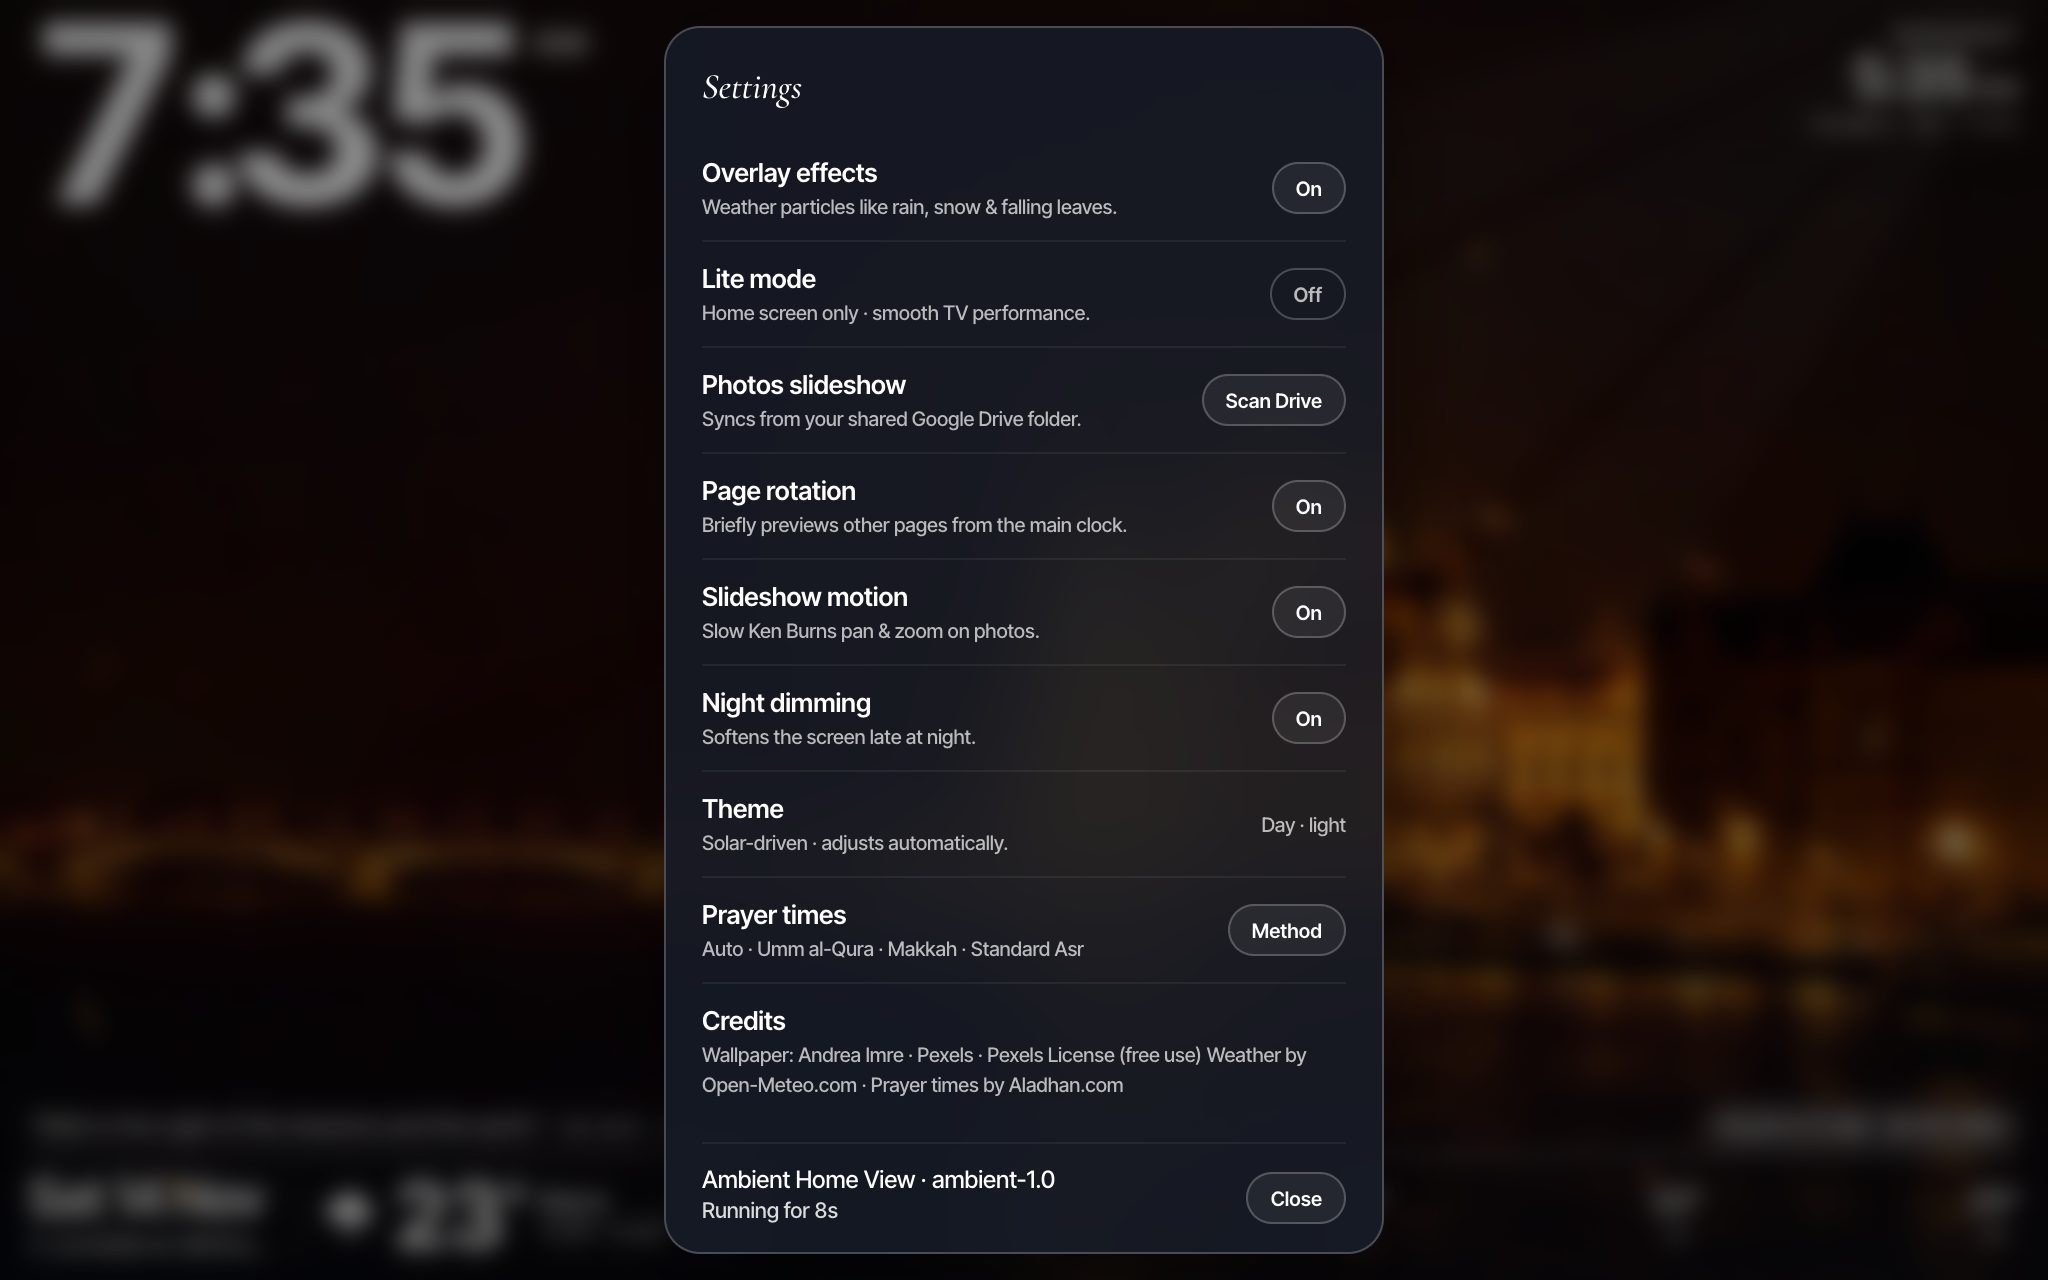 7:35
Settings
Overlay effects
Weather particles like rain, snow & falling leaves.
On
Lite mode
Home screen only · smooth TV performance.
Off
Photos slideshow
Syncs from your shared Google Drive folder.
Scan Drive
Page rotation
Briefly previews other pages from the main clock.
On
Slideshow motion
Slow Ken Burns pan & zoom on photos.
On
Night dimming
Softens the screen late at night.
On
Theme
Solar-driven · adjusts automatically.
Day · light
Prayer times
Auto · Umm al-Qura · Makkah · Standard Asr
Method
Credits
Wallpaper: Andrea Imre · Pexels · Pexels License (free use) Weather by
Open-Meteo.com · Prayer times by Aladhan.com
Ambient Home View · ambient-1.0
Running for 8s
Close
23°